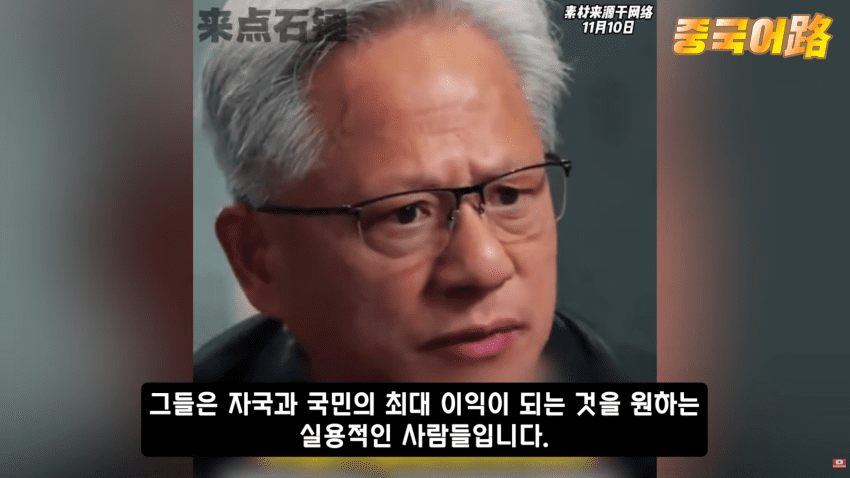 来点石榴
素材来源于网络
11月10日
중국어路
그들은 자국과 국민의 최대 이익이 되는 것을 원하는
실용적인 사람들입니다.